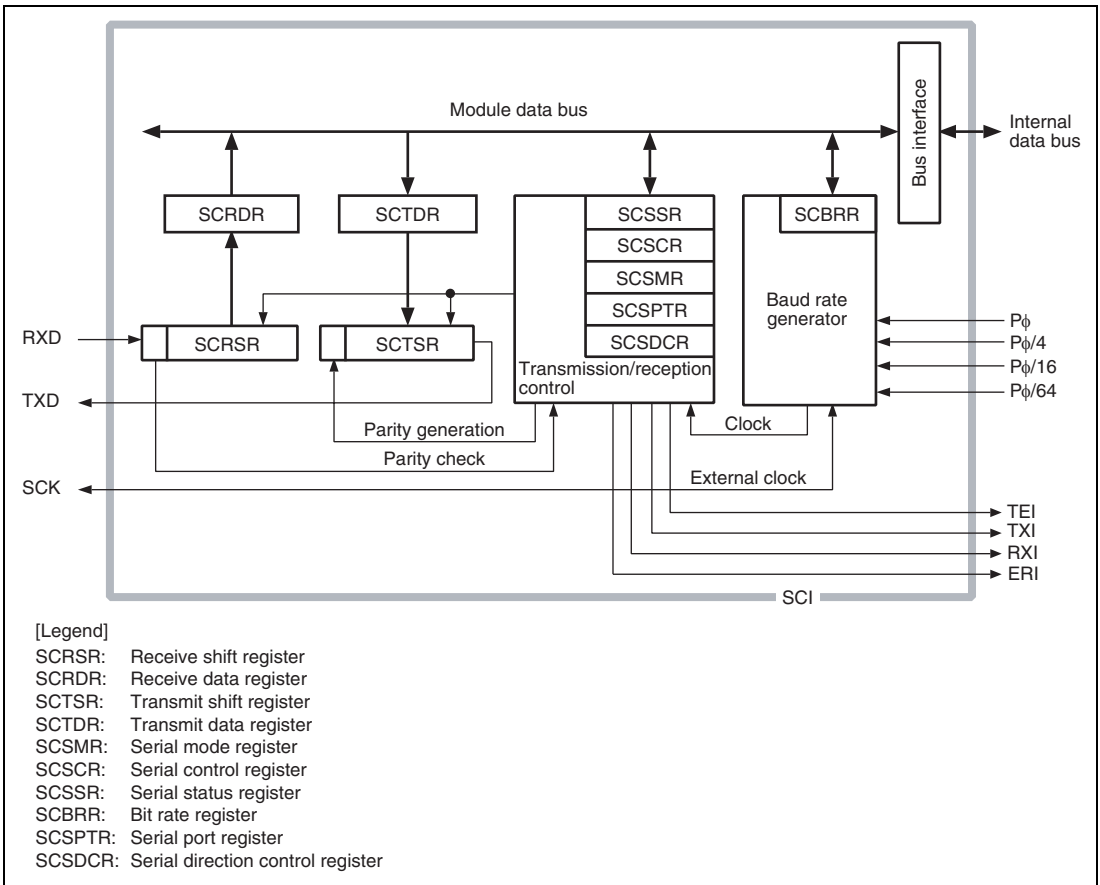 Module data bus
Bus interface
Internal
data bus
SCRDR
SCTDR
SCSSR
SCSCR
SCSMR
SCSPTR
SCSDCR
Transmission/reception
control
SCBRR
Baud rate
generator
RXD
SCRSR
SCTSR
Pϕ
Pϕ/4
Pϕ/16
Pϕ/64
TXD
Parity generation
Clock
Parity check
SCK
External clock
TEI
TXI
RXI
ERI
SCI
[Legend]
SCRSR: Receive shift register
SCRDR: Receive data register
SCTSR: Transmit shift register
SCTDR: Transmit data register
SCSMR: Serial mode register
SCSCR: Serial control register
SCSSR: Serial status register
SCBRR: Bit rate register
SCSPTR: Serial port register
SCSDCR: Serial direction control register